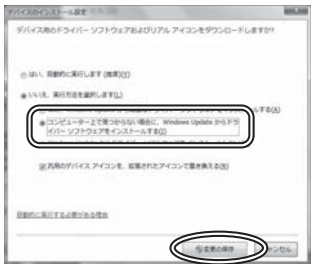 デバイスのインストール設定
デバイス用のドライバー ソフトウェアおよびリアル アイコンをダウンロードしますか?
はい、自動的に実行します (推奨)(Y)
いいえ、実行方法を選択します(L)
トールする(A)
コンピューター上で見つからない場合に、Windows Update からドラ
イバー ソフトウェアをインストールする(I)
汎用のデバイス アイコンを、拡張されたアイコンで置き換える(R)
自動的に実行する必要がある理由
変更の保存
キャンセル